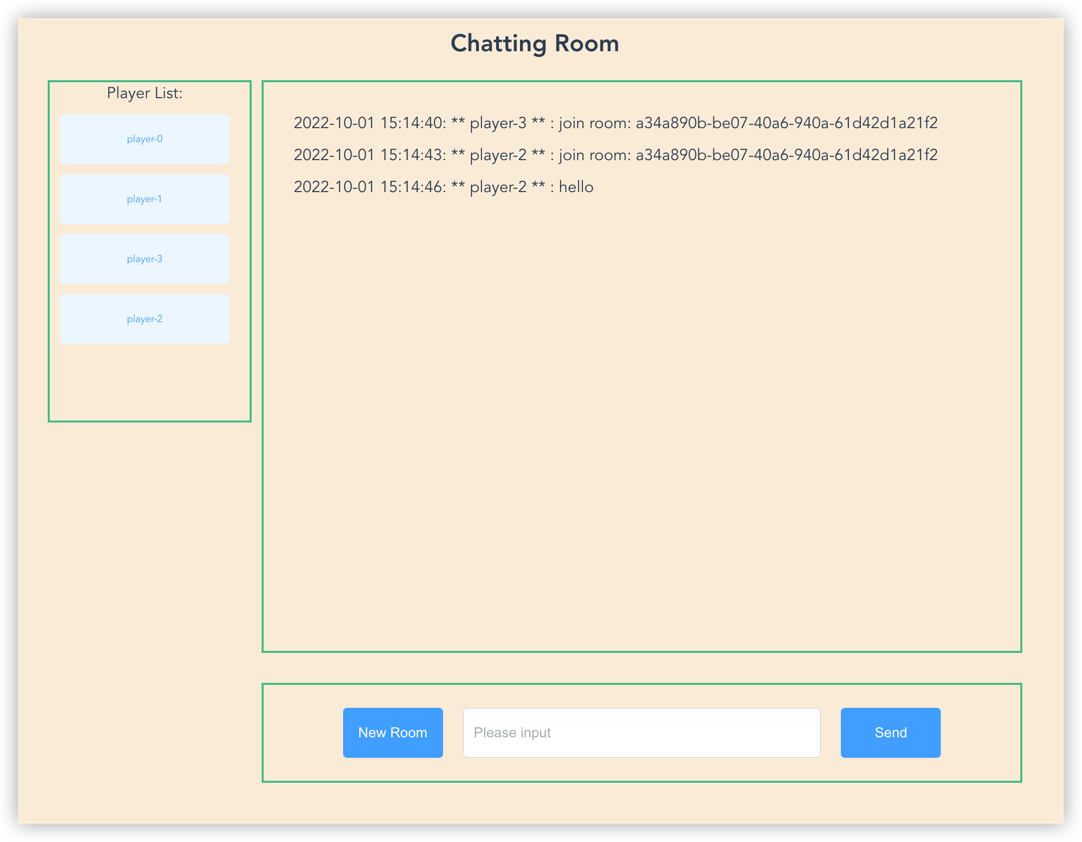 Chatting Room
Player List:
player-0
player-1
player-3
player-2
2022-10-01 15:14:40: ** player-3 ** : join room: a34a890b-be07-40a6-940a-61d42d1a21f2
2022-10-01 15:14:43: ** player-2 ** : join room: a34a890b-be07-40a6-940a-61d42d1a21f2
2022-10-01 15:14:46: ** player-2 ** : hello
New Room
Please input
Send